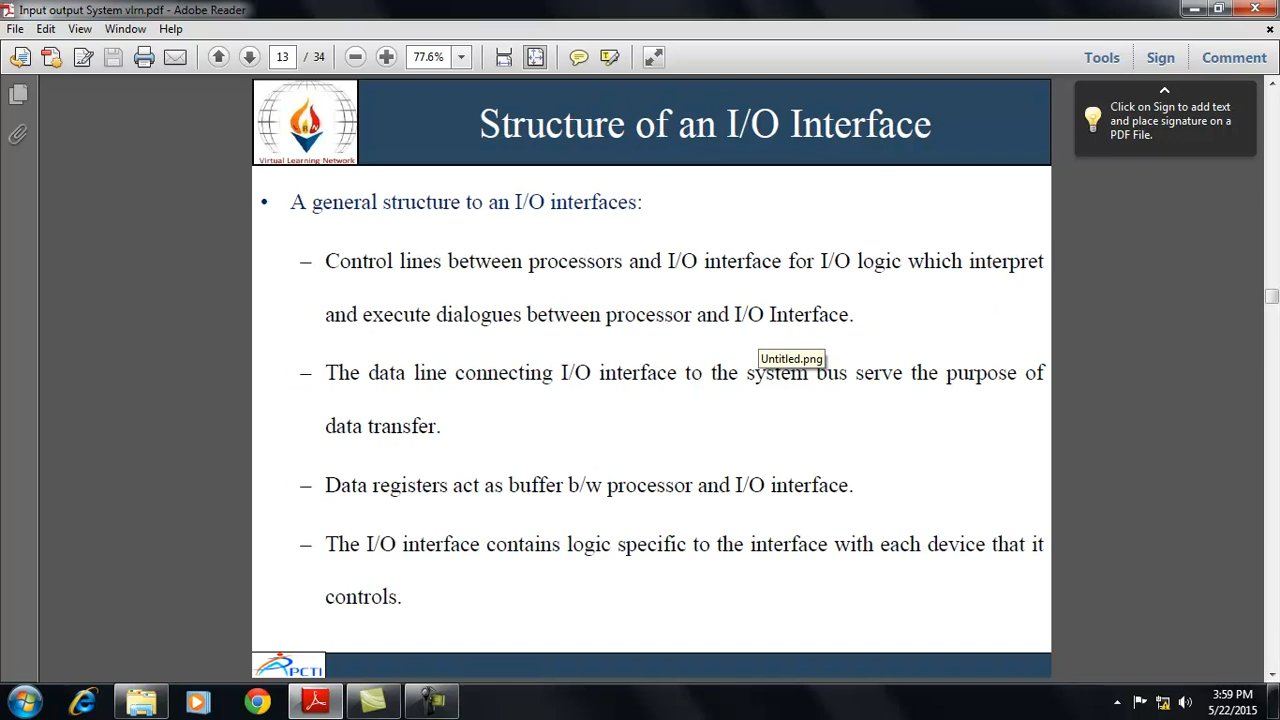 Input output System vlrn.pdf - Adobe Reader
File Edit View Window Help
13 / 34 77.6% Tools Sign Comment
Click on Sign to add text
and place signature on a
PDF File.
Virtual Learning Network
Structure of an I/O Interface
• A general structure to an I/O interfaces:
– Control lines between processors and I/O interface for I/O logic which interpret
and execute dialogues between processor and I/O Interface.
Untitled.png
– The data line connecting I/O interface to the system bus serve the purpose of
data transfer.
– Data registers act as buffer b/w processor and I/O interface.
– The I/O interface contains logic specific to the interface with each device that it
controls.
PCTI
3:59 PM
5/22/2015